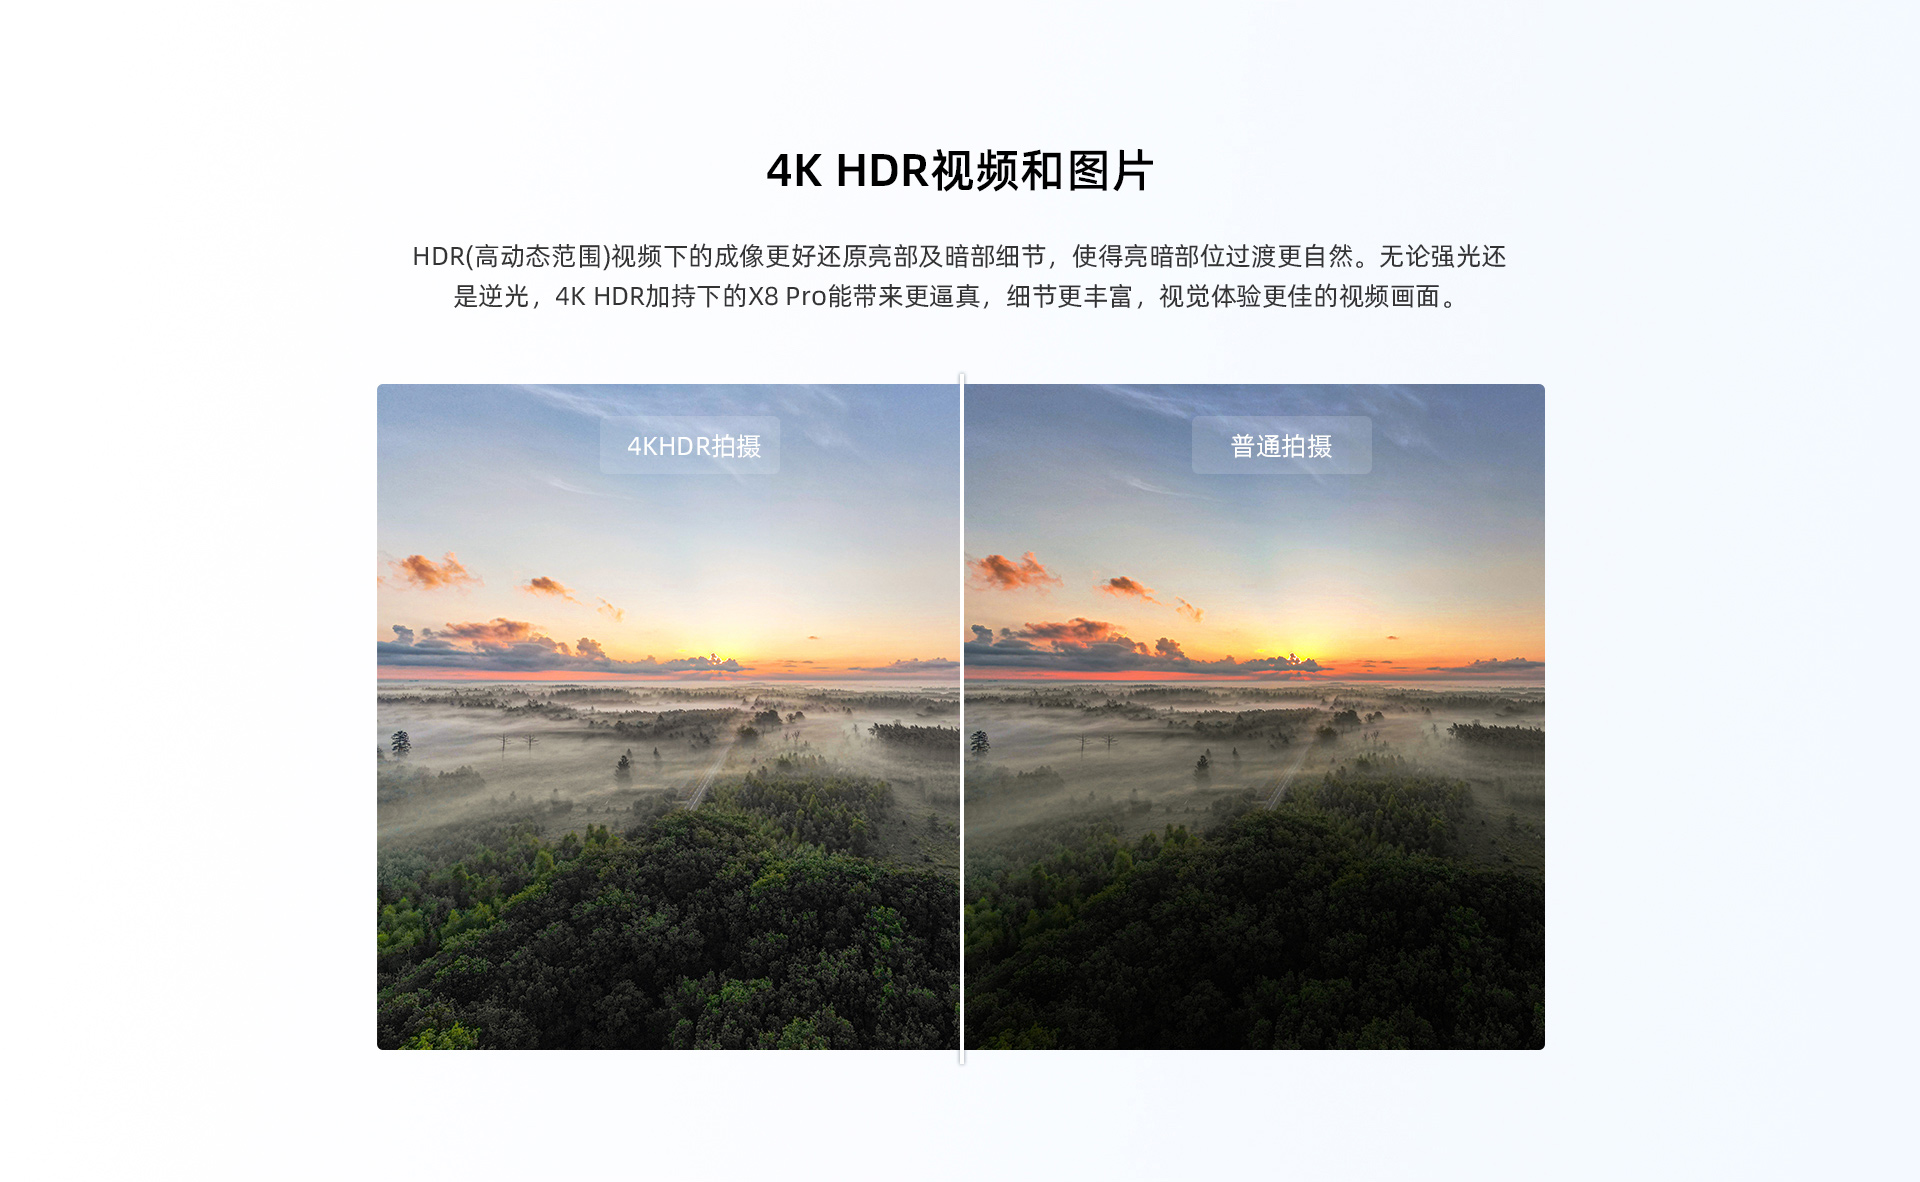 4K HDR视频和图片
HDR(高动态范围)视频下的成像更好还原亮部及暗部细节，使得亮暗部位过渡更自然。无论强光还
是逆光，4K HDR加持下的X8 Pro能带来更逼真，细节更丰富，视觉体验更佳的视频画面。
4KHDR拍摄
普通拍摄